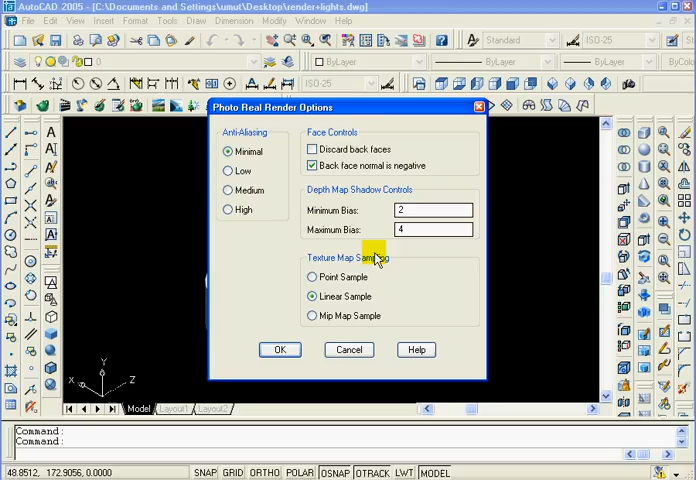 AutoCAD 2005 - [C:\Documents and Settings\umut\Desktop\render+lights.dwg]
File Edit View Insert Format Tools Draw Dimension Modify Window Help
Standard ISO-25
0 ByLayer ByLayer ByColo
ISO-25
Photo Real Render Options
Anti-Aliasing
Minimal
Low
Medium
High
Face Controls
Discard back faces
Back face normal is negative
Depth Map Shadow Controls
Minimum Bias: 2
Maximum Bias: 4
Texture Map Sampling
Point Sample
Linear Sample
Mip Map Sample
OK Cancel Help
Y
X Z
Model Layout1 Layout2
Command:
Command:
48.8512, 172.9056, 0.0000 SNAP GRID ORTHO POLAR OSNAP OTRACK LWT MODEL